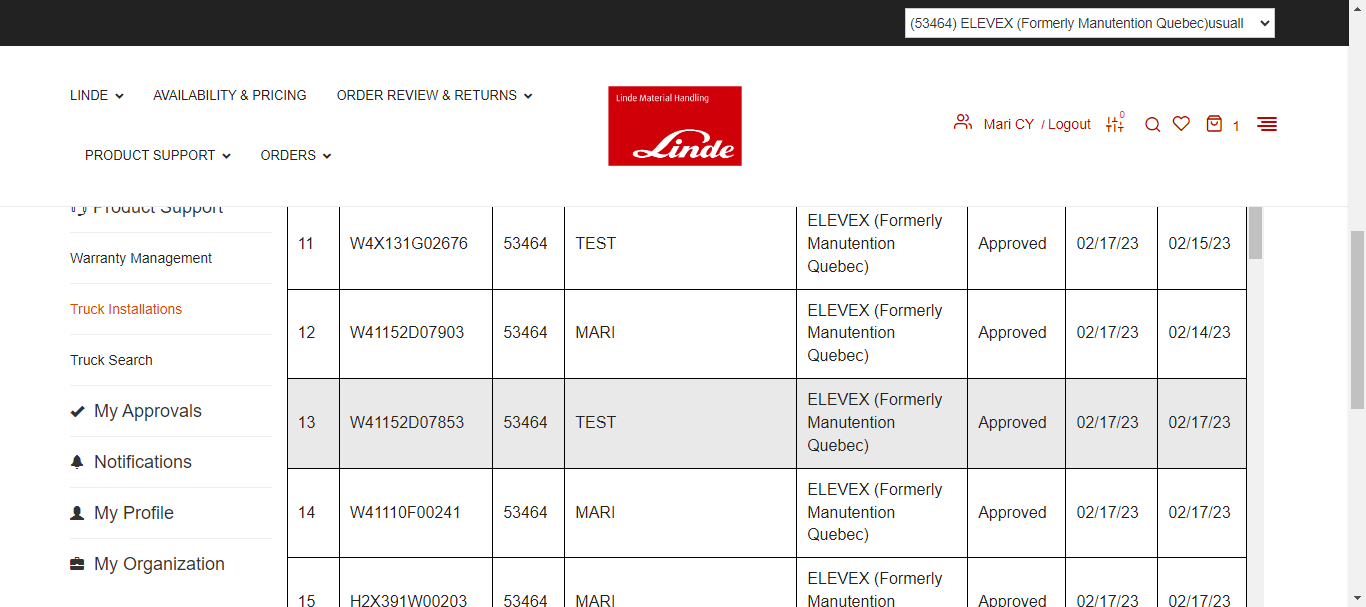 (53464) ELEVEX (Formerly Manutention Quebec)usuall
LINDE
AVAILABILITY & PRICING
ORDER REVIEW & RETURNS
PRODUCT SUPPORT
ORDERS
Linde Material Handling
Linde
Mari CY / Logout
0
1
Product Support
Warranty Management
Truck Installations
Truck Search
My Approvals
Notifications
My Profile
My Organization
11 W4X131G02676 53464 TEST ELEVEX (Formerly
Manutention
Quebec) Approved 02/17/23 02/15/23
12 W41152D07903 53464 MARI ELEVEX (Formerly
Manutention
Quebec) Approved 02/17/23 02/14/23
13 W41152D07853 53464 TEST ELEVEX (Formerly
Manutention
Quebec) Approved 02/17/23 02/17/23
14 W41110F00241 53464 MARI ELEVEX (Formerly
Manutention
Quebec) Approved 02/17/23 02/17/23
15 H2X391W00203 53464 MARI ELEVEX (Formerly
Manutention Approved 02/17/23 02/17/23